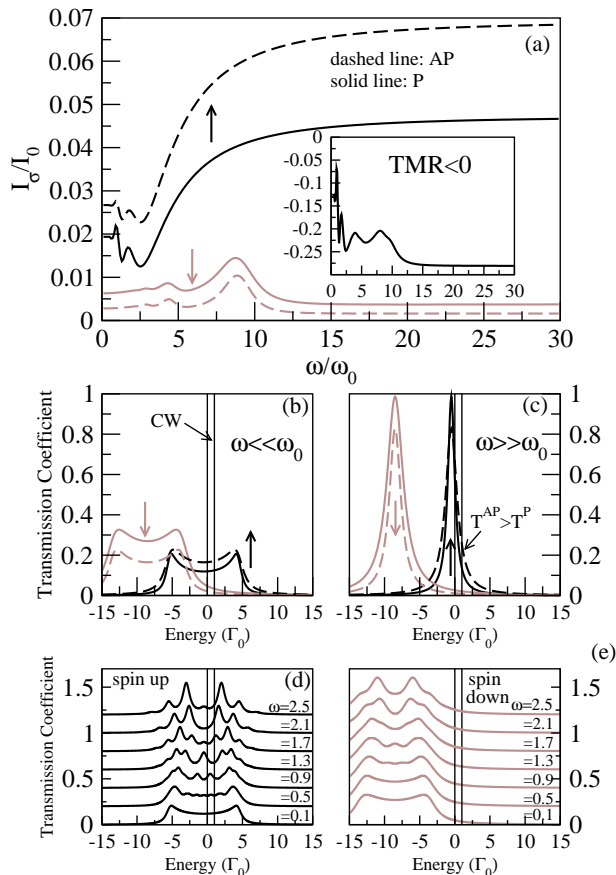 0.07
(a)
dashed line: AP
solid line: P
0.06
0.05
0.04
0.03
0.02
0.01
0
I_σ/I_0
0
-0.05
-0.1
-0.15
-0.2
-0.25
TMR<0
0 5 10 15 20 25 30
0 5 10 15 20 25 30
ω/ω_0
1
0.8
0.6
0.4
0.2
0
Transmission Coefficient
(b)
CW
ω<<ω_0
-15 -10 -5 0 5 10 15
Energy (Γ_0)
(c)
ω>>ω_0
T^AP>T^P
1
0.8
0.6
0.4
0.2
0
-15 -10 -5 0 5 10 15
Energy (Γ_0)
1.5
1
0.5
0
Transmission Coefficient
spin up
(d)
ω=2.5
=2.1
=1.7
=1.3
=0.9
=0.5
=0.1
-15 -10 -5 0 5 10 15
Energy (Γ_0)
(e)
spin
down
ω=2.5
=2.1
=1.7
=1.3
=0.9
=0.5
=0.1
1.5
1
0.5
0
-15 -10 -5 0 5 10 15
Energy (Γ_0)